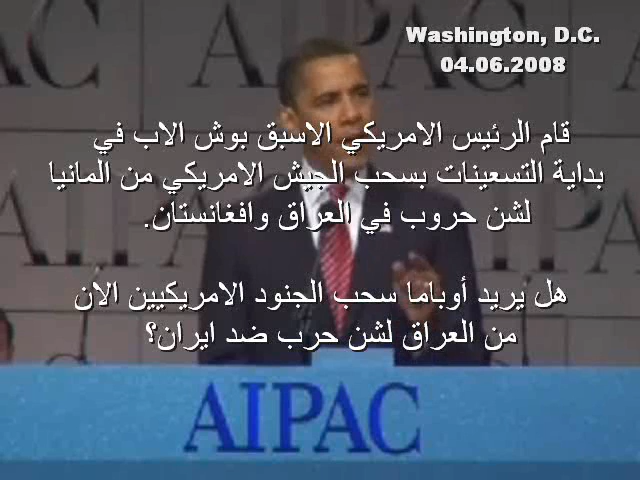 AIPAC
Washington, D.C.
04.06.2008
قام الرئيس الامريكي الاسبق بوش الاب في
بداية التسعينات بسحب الجيش الامريكي من المانيا
لشن حروب في العراق وافغانستان.
هل يريد أوباما سحب الجنود الامريكيين الان
من العراق لشن حرب ضد ايران؟
AIPAC